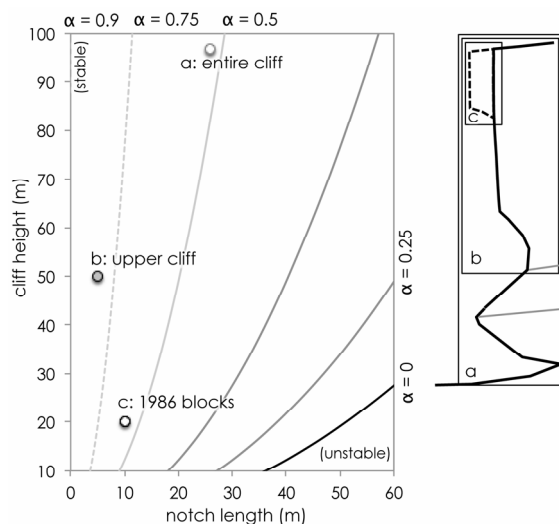 α = 0.9 α = 0.75 α = 0.5
100
90
80
70
60
50
40
30
20
10
cliff height (m)
(stable)
a: entire cliff
b: upper cliff
c: 1986 blocks
(unstable)
α = 0.25
α = 0
0 10 20 30 40 50 60
notch length (m)
c
b
a